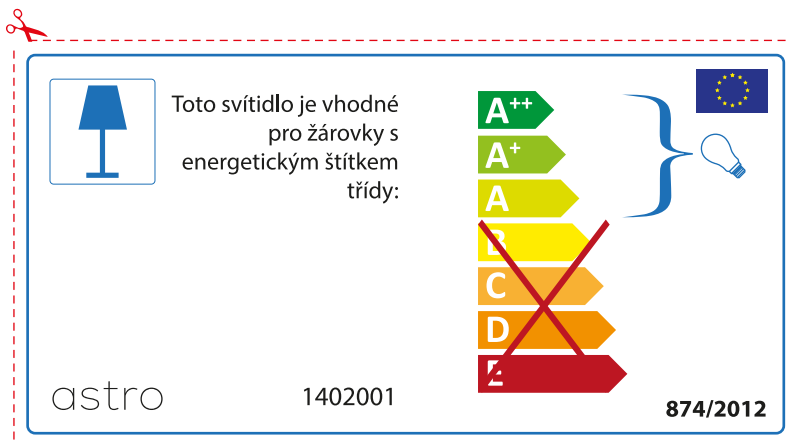 Toto svítidlo je vhodné
pro žárovky s
energetickým štítkem
třídy:
A++
A+
A
B
C
D
E
astro
1402001
874/2012